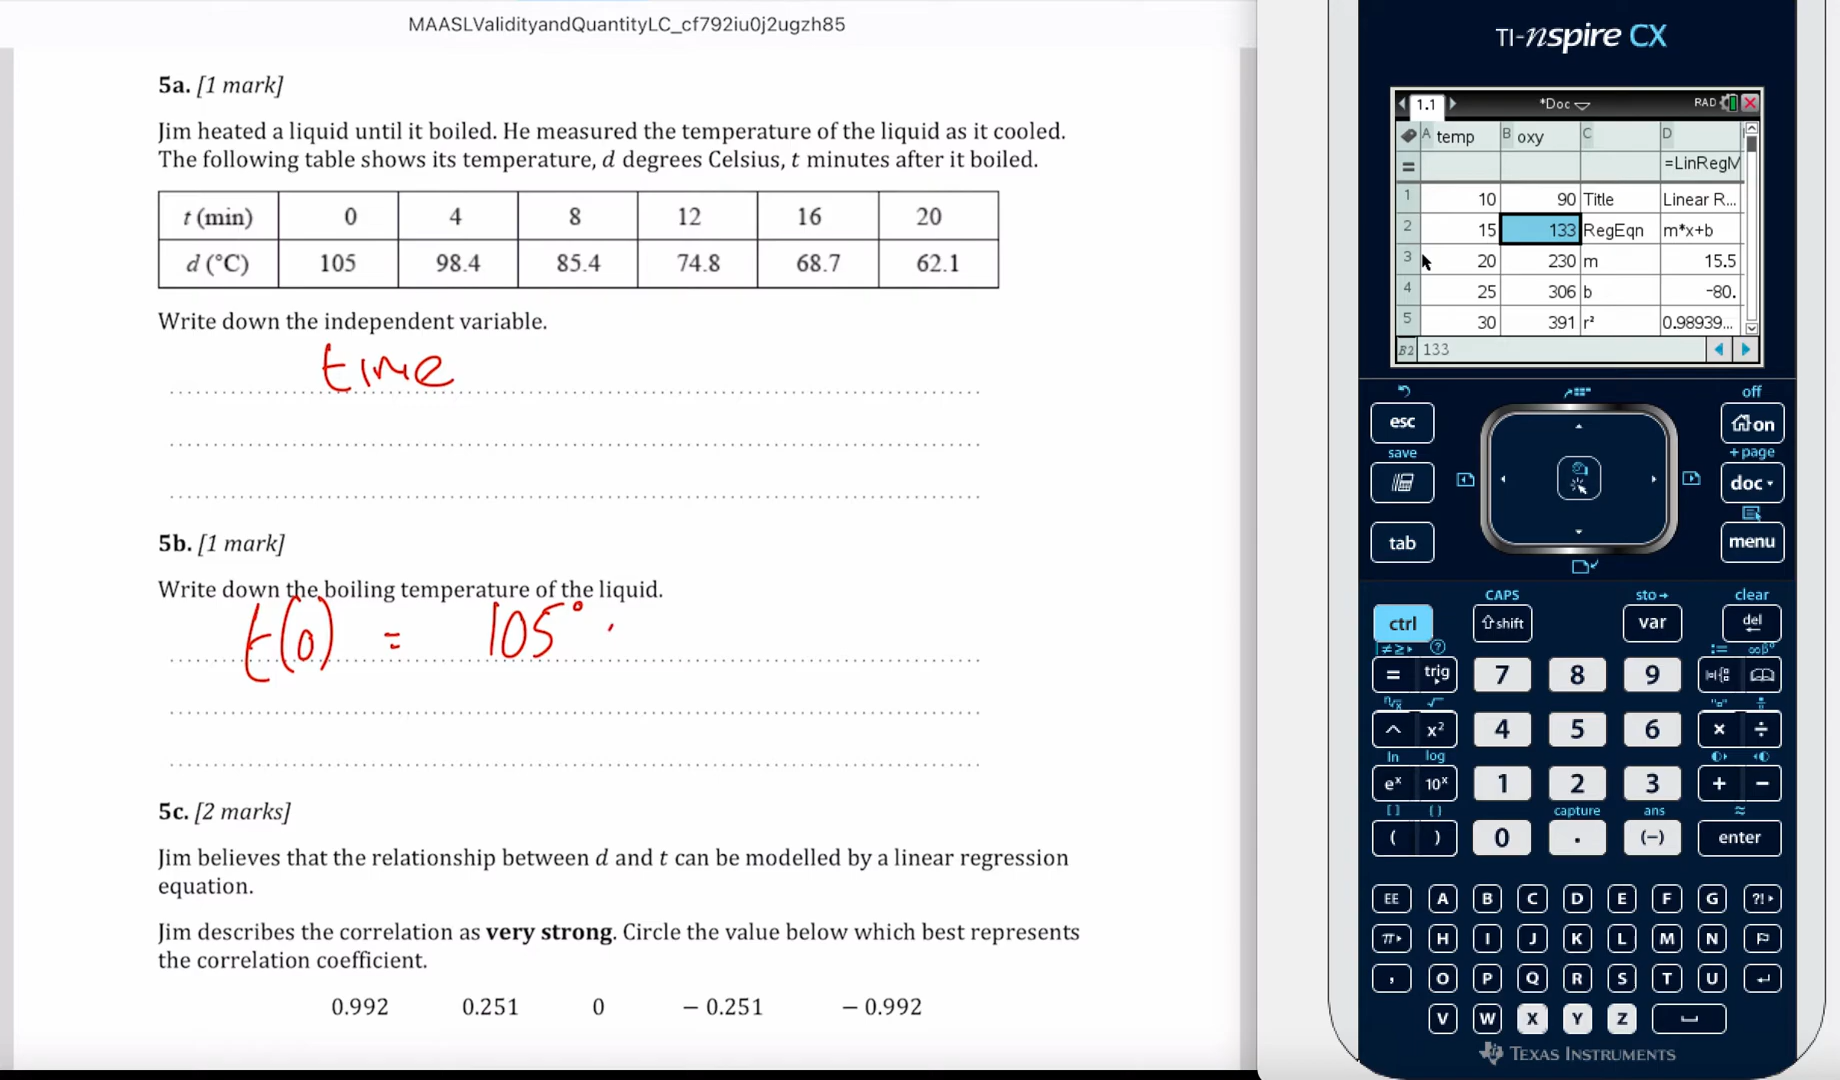 MAASLValidityandQuantityLC_cf792iu0j2ugzh85
5a. [1 mark]
Jim heated a liquid until it boiled. He measured the temperature of the liquid as it cooled.
The following table shows its temperature, d degrees Celsius, t minutes after it boiled.
t (min) 0 4 8 12 16 20
d (°C) 105 98.4 85.4 74.8 68.7 62.1
Write down the independent variable.
time
5b. [1 mark]
Write down the boiling temperature of the liquid.
t(0) = 105° .
5c. [2 marks]
Jim believes that the relationship between d and t can be modelled by a linear regression
equation.
Jim describes the correlation as very strong. Circle the value below which best represents
the correlation coefficient.
0.992 0.251 0 − 0.251 − 0.992
TI-nspire CX
1.1 *Doc RAD
A temp B oxy C D
= =LinRegM
1 10 90 Title Linear R...
2 15 133 RegEqn m*x+b
3 20 230 m 15.5
4 25 306 b -80.
5 30 391 r² 0.98939...
B2 133
off
esc on
save + page
doc
tab menu
CAPS sto→ clear
ctrl shift var del
|≠≥▸ ? := ∞β°
= trig 7 8 9
ⁿ√x √
^ x² 4 5 6 × ÷
ln log
eˣ 10ˣ 1 2 3 + −
[ ] { } capture ans ≈
( ) 0 . (−) enter
EE A B C D E F G ?!▸
π▸ H I J K L M N
, O P Q R S T U
V W X Y Z
TEXAS INSTRUMENTS